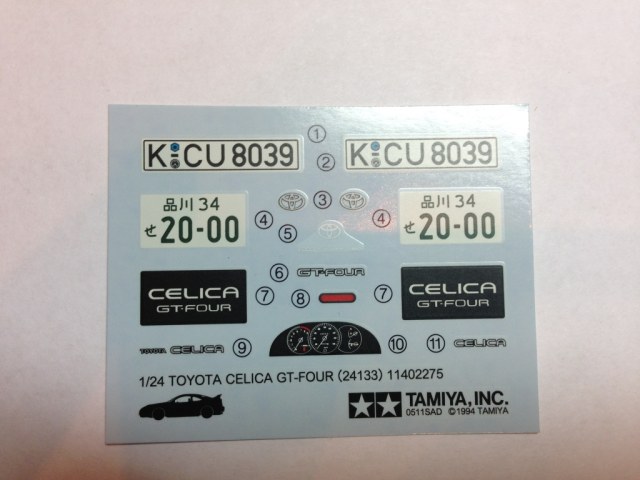 K CU 8039
①
②
K CU 8039
品川 34
せ 20-00
③
④
⑤
④
品川 34
せ 20-00
⑥ GT-FOUR
CELICA
GT-FOUR
⑦
⑧
⑦
CELICA
GT-FOUR
TOYOTA CELICA ⑨
⑩
⑪ CELICA
1/24 TOYOTA CELICA GT-FOUR (24133) 11402275
TAMIYA, INC.
0511SAD ©1994 TAMIYA